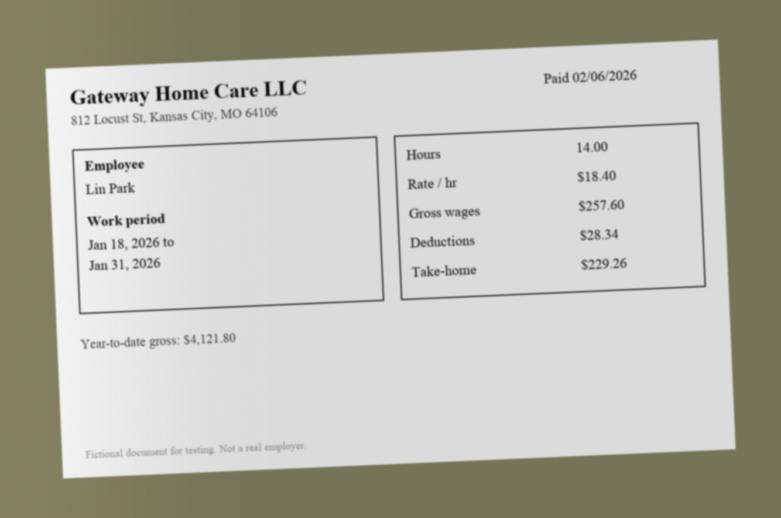 Gateway Home Care LLC
812 Locust St, Kansas City, MO 64106
Paid 02/06/2026
Employee
Lin Park
Work period
Jan 18, 2026 to
Jan 31, 2026
Hours 14.00
Rate / hr $18.40
Gross wages $257.60
Deductions $28.34
Take-home $229.26
Year-to-date gross: $4,121.80
Fictional document for testing. Not a real employer.